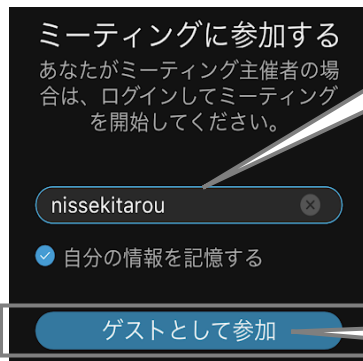 ミーティングに参加する
あなたがミーティング主催者の場
合は、ログインしてミーティング
を開始してください。
nissekitarou
自分の情報を記憶する
ゲストとして参加